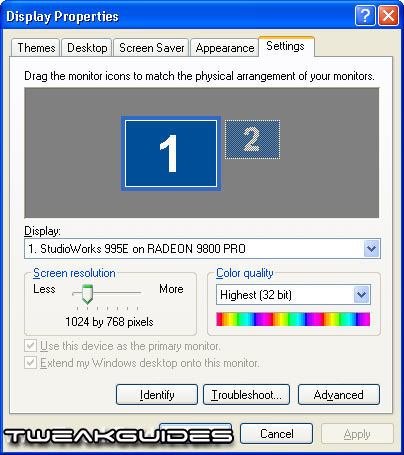 Display Properties
Themes Desktop Screen Saver Appearance Settings
Drag the monitor icons to match the physical arrangement of your monitors.
1 2
Display:
1. StudioWorks 995E on RADEON 9800 PRO
Screen resolution
Less More
1024 by 768 pixels
Color quality
Highest (32 bit)
Use this device as the primary monitor.
Extend my Windows desktop onto this monitor.
Identify Troubleshoot... Advanced
TWEAKGUIDES Cancel Apply